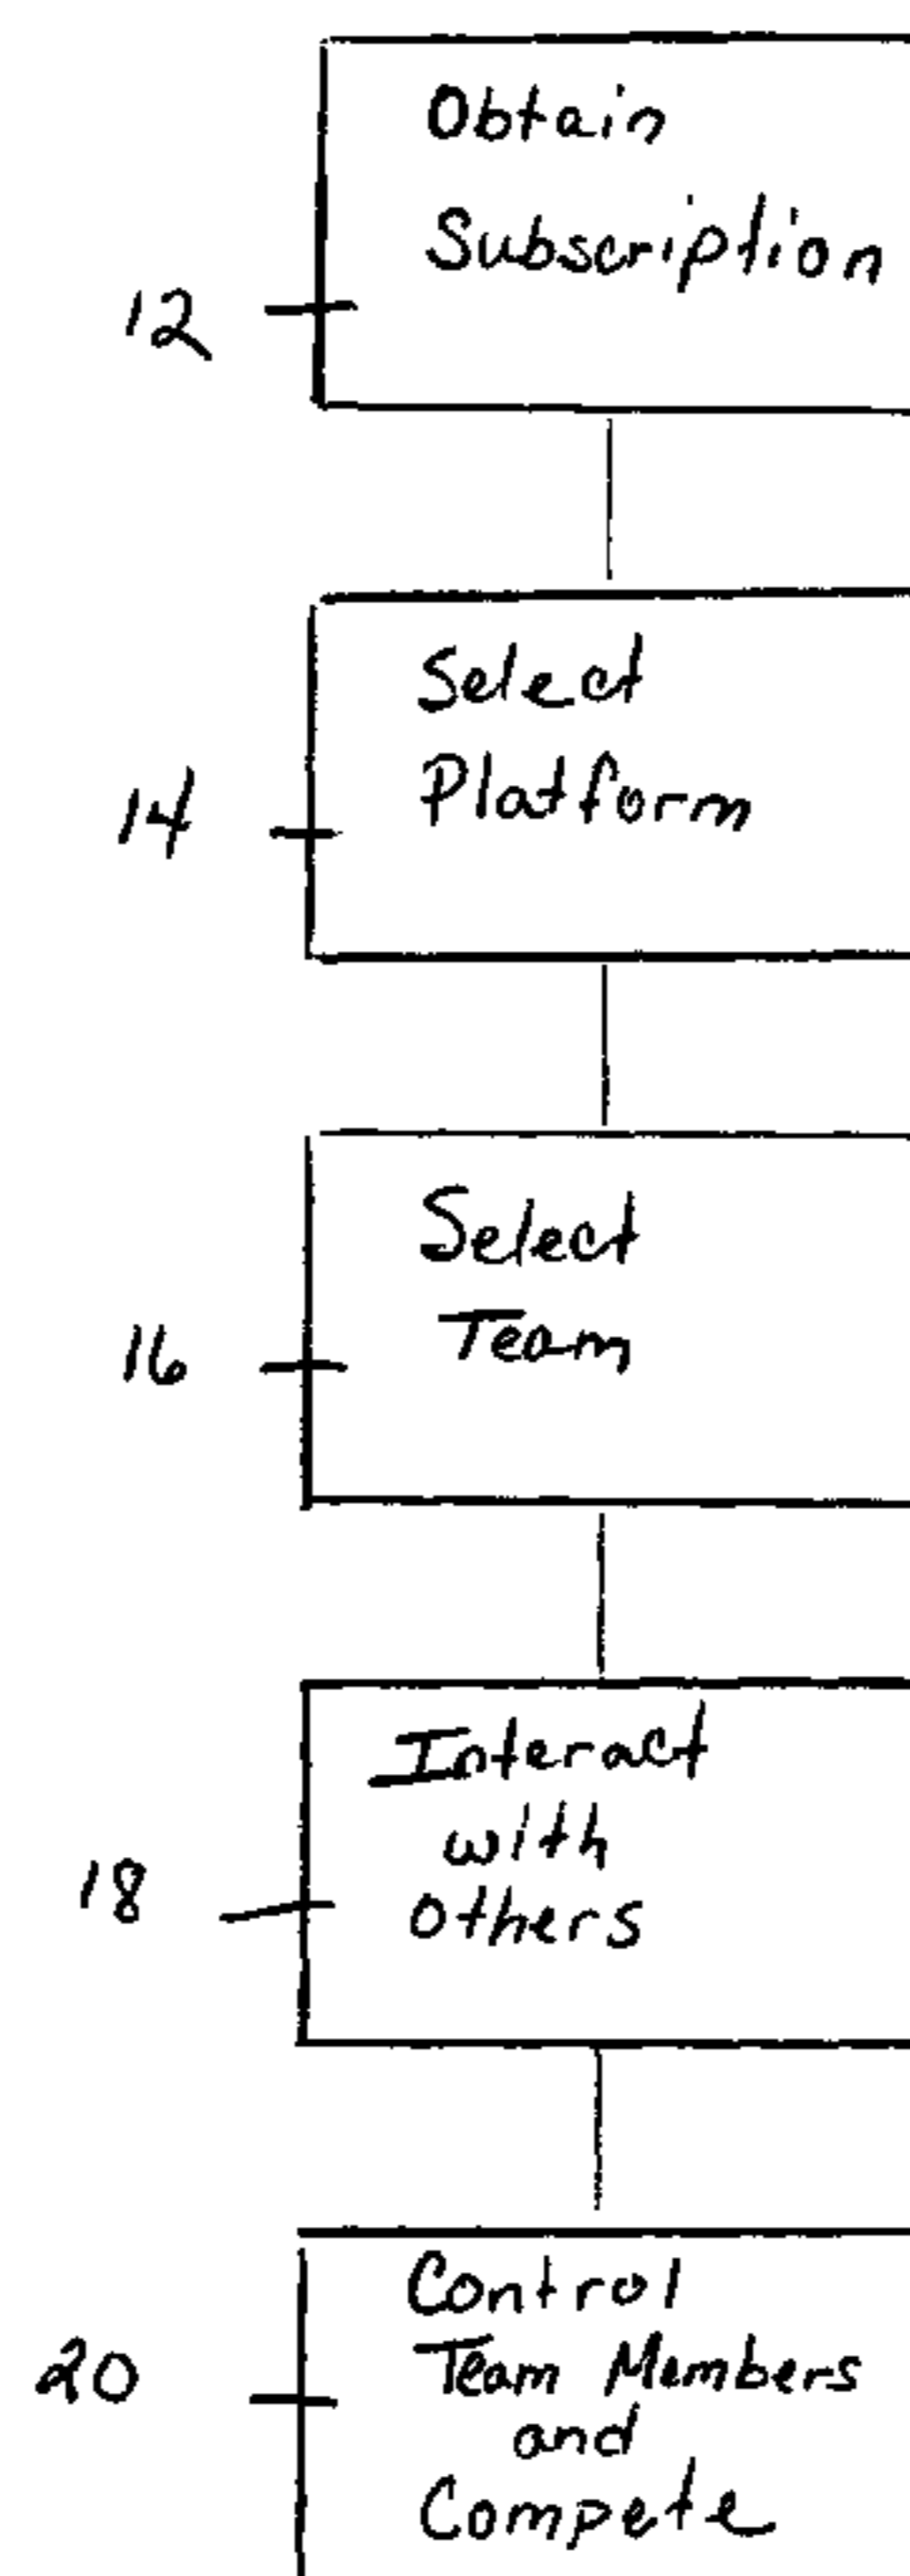 Obtain
Subscription
12
Select
Platform
14
Select
Team
16
Interact
with
Others
18
Control
Team Members
and
Compete
20